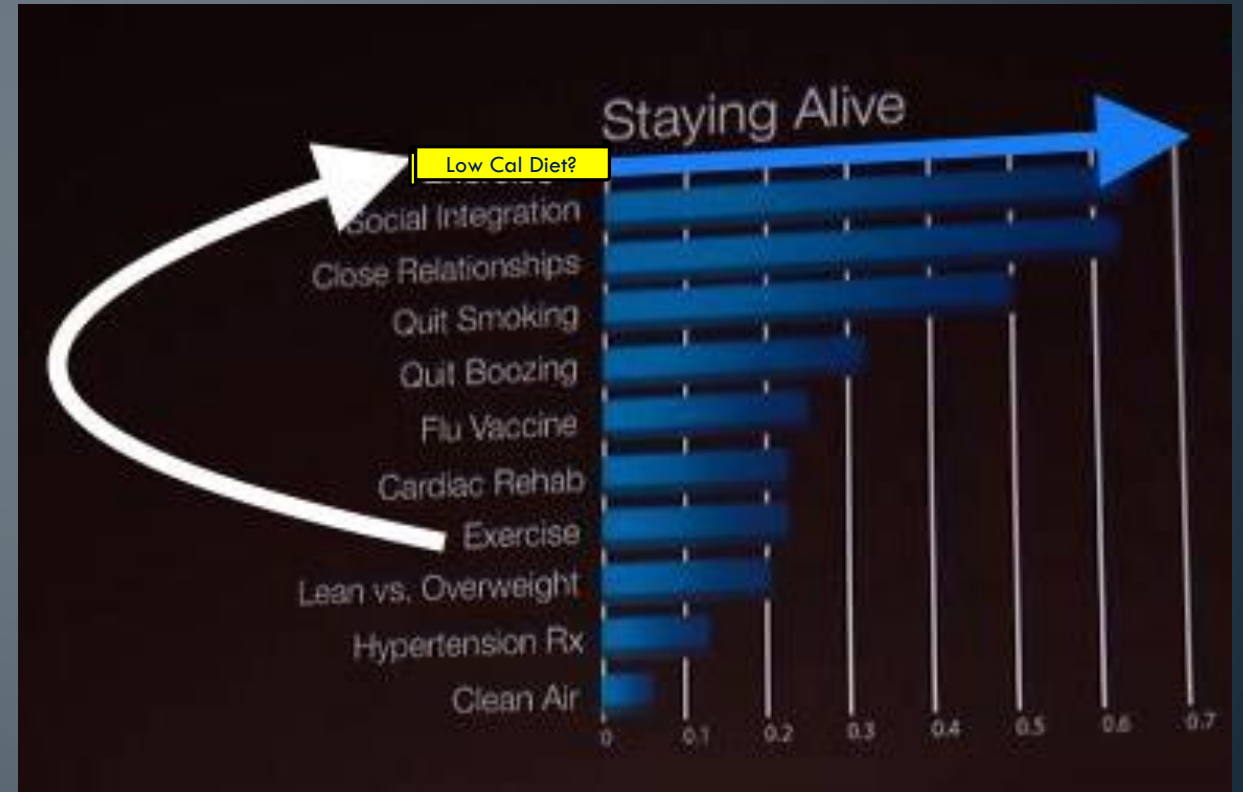 Staying Alive
Low Cal Diet?
Social Integration
Close Relationships
Quit Smoking
Quit Boozing
Flu Vaccine
Cardiac Rehab
Exercise
Lean vs. Overweight
Hypertension Rx
Clean Air
0 0.1 0.2 0.3 0.4 0.5 0.6 0.7